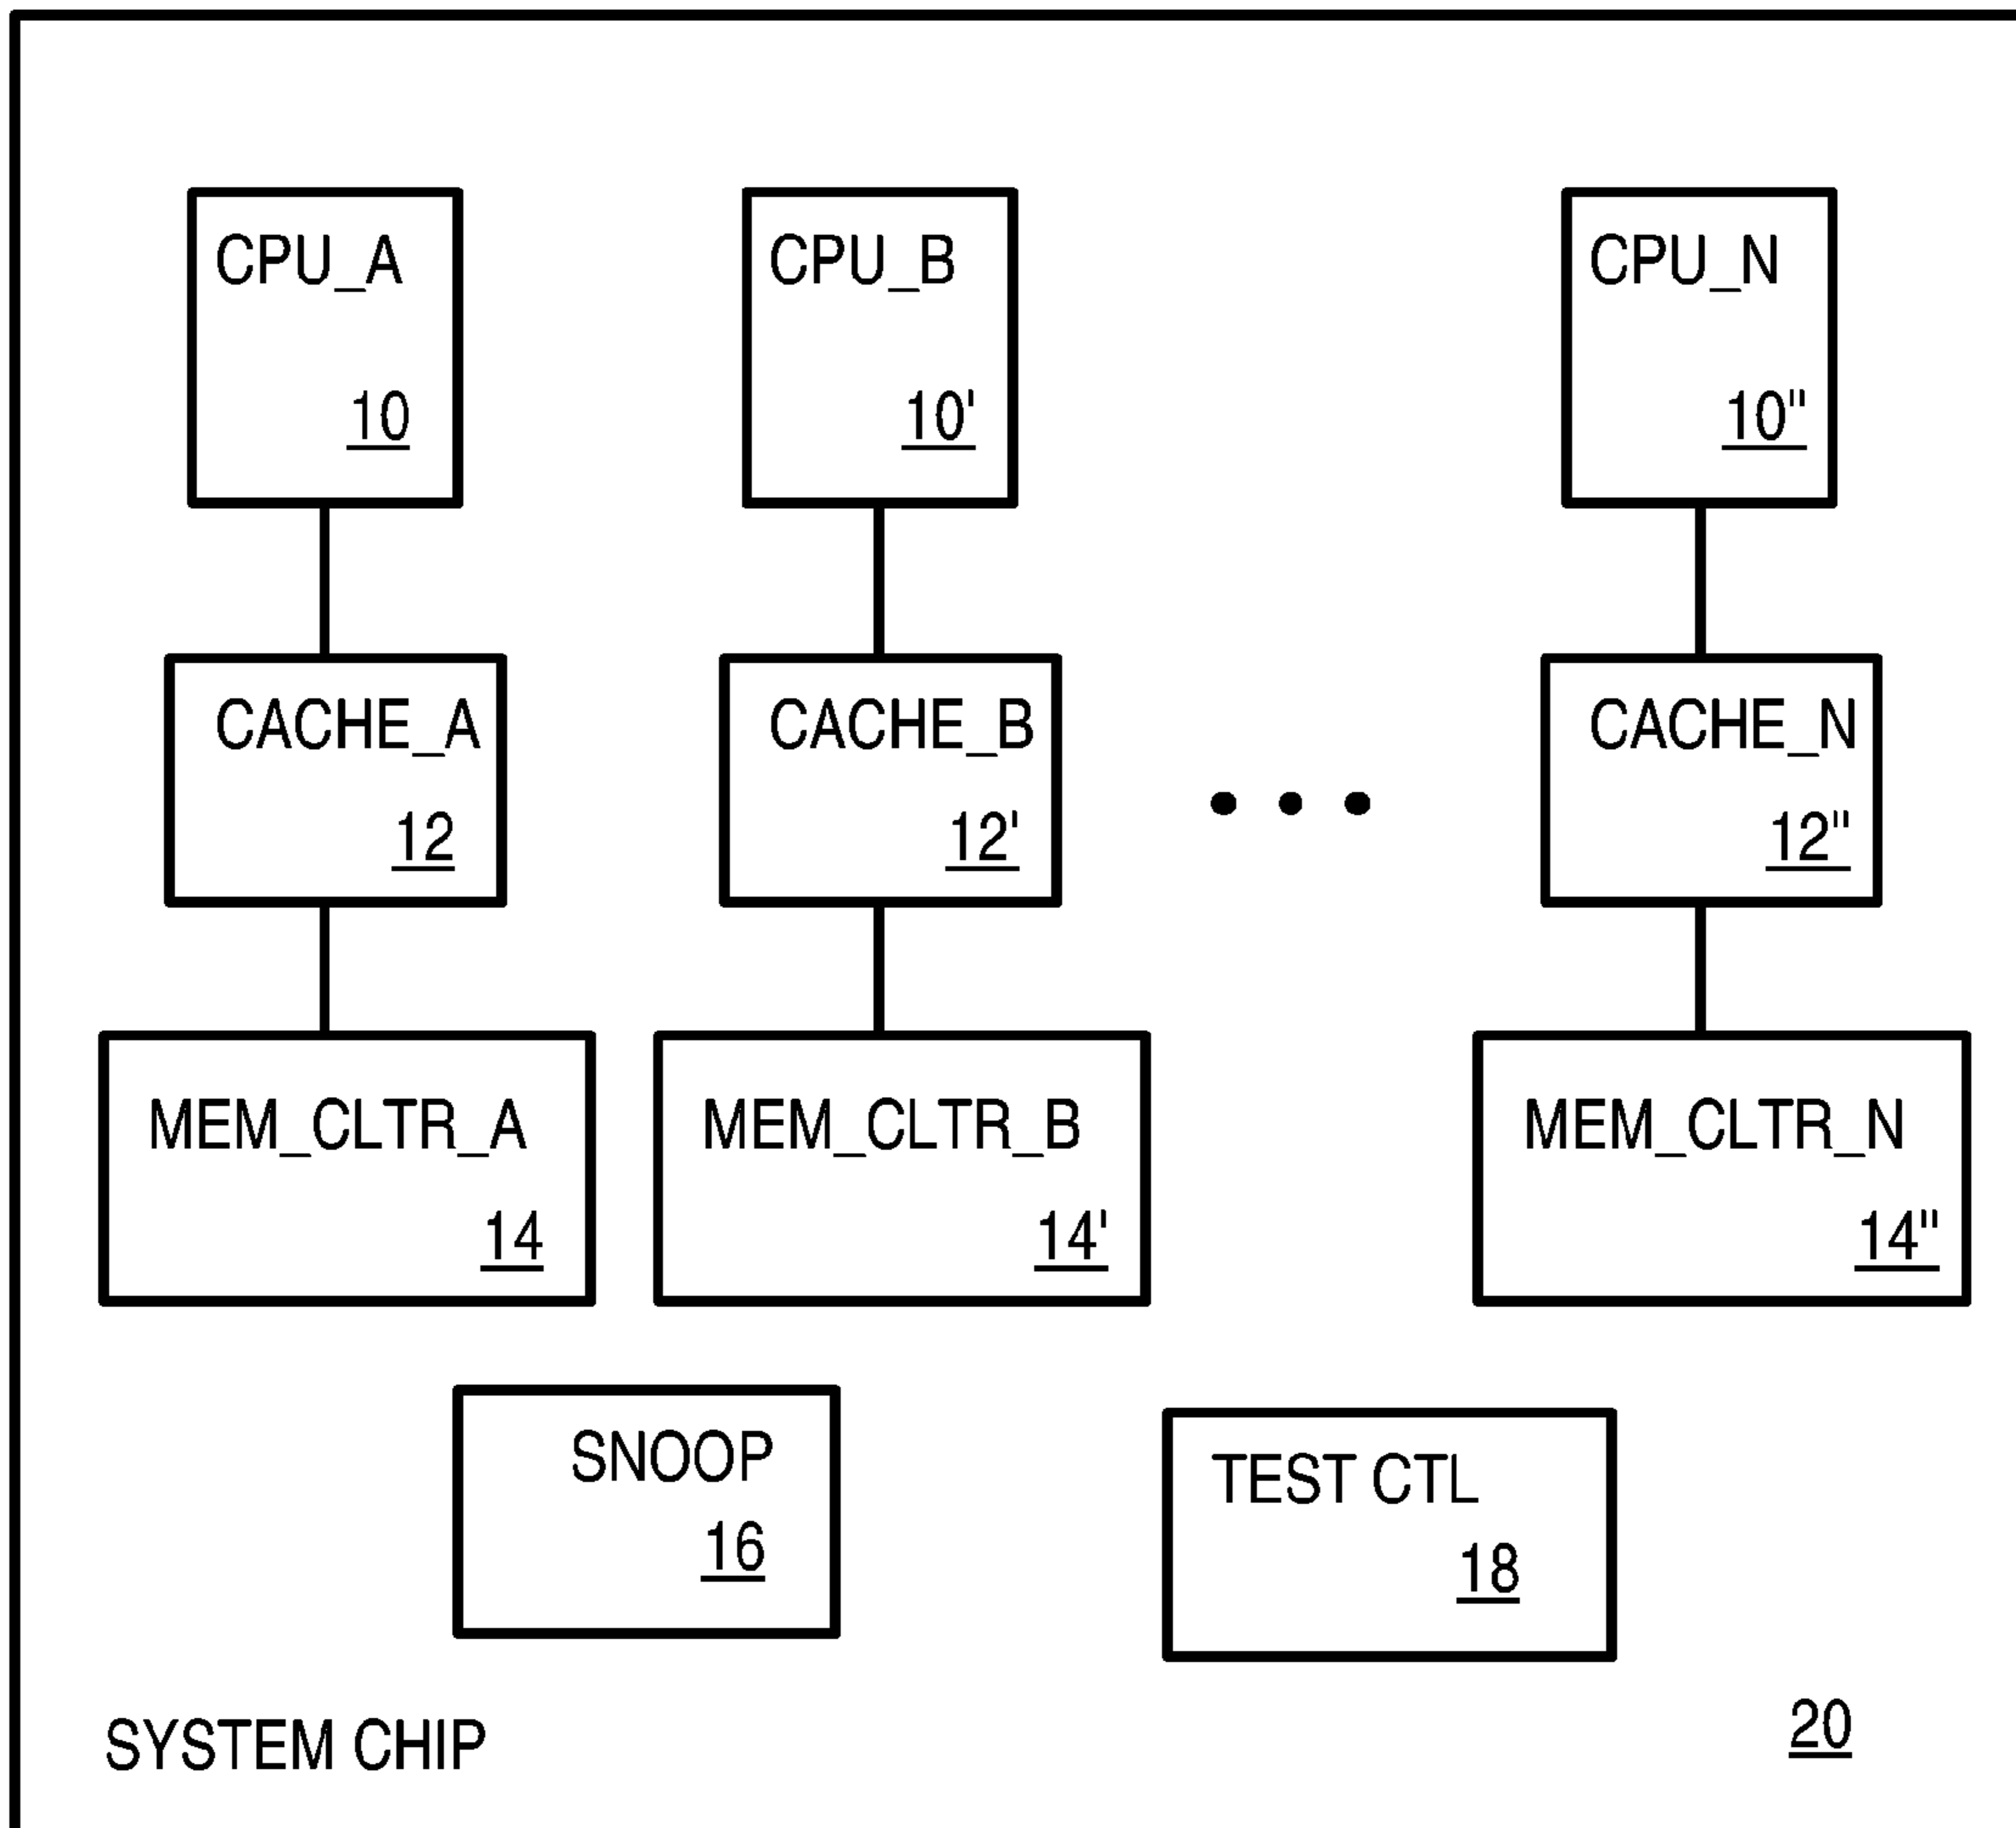 CPU_A
10
CPU_B
10'
CPU_N
10"
CACHE_A
12
CACHE_B
12'
CACHE_N
12"
MEM_CLTR_A
14
MEM_CLTR_B
14'
MEM_CLTR_N
14"
SNOOP
16
TEST CTL
18
SYSTEM CHIP
20